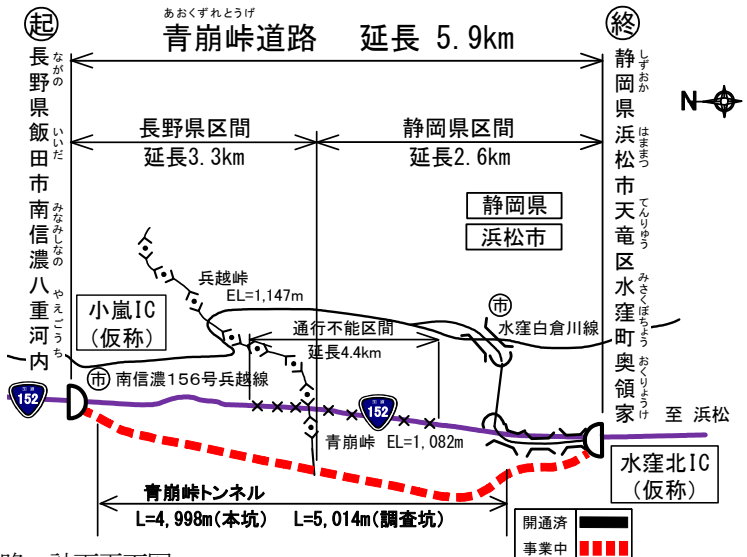 あおくずれとうげ
青崩峠道路 延長 5.9km
起
長野県飯田市南信濃八重河内
ながの いいだ みなみしなの やえごうち
終
静岡県浜松市天竜区水窪町奥領家
しずおか はままつ てんりゅう みさくぼちょう おくりょうけ
N
長野県区間
延長3.3km
静岡県区間
延長2.6km
静岡県
浜松市
兵越峠
EL=1,147m
小嵐IC
(仮称)
通行不能区間
延長4.4km
市
水窪白倉川線
市 南信濃156号兵越線
国道
152
国道
152
青崩峠 EL=1,082m
至 浜松
水窪北IC
(仮称)
青崩峠トンネル
L=4,998m(本坑) L=5,014m(調査坑)
開通済
事業中